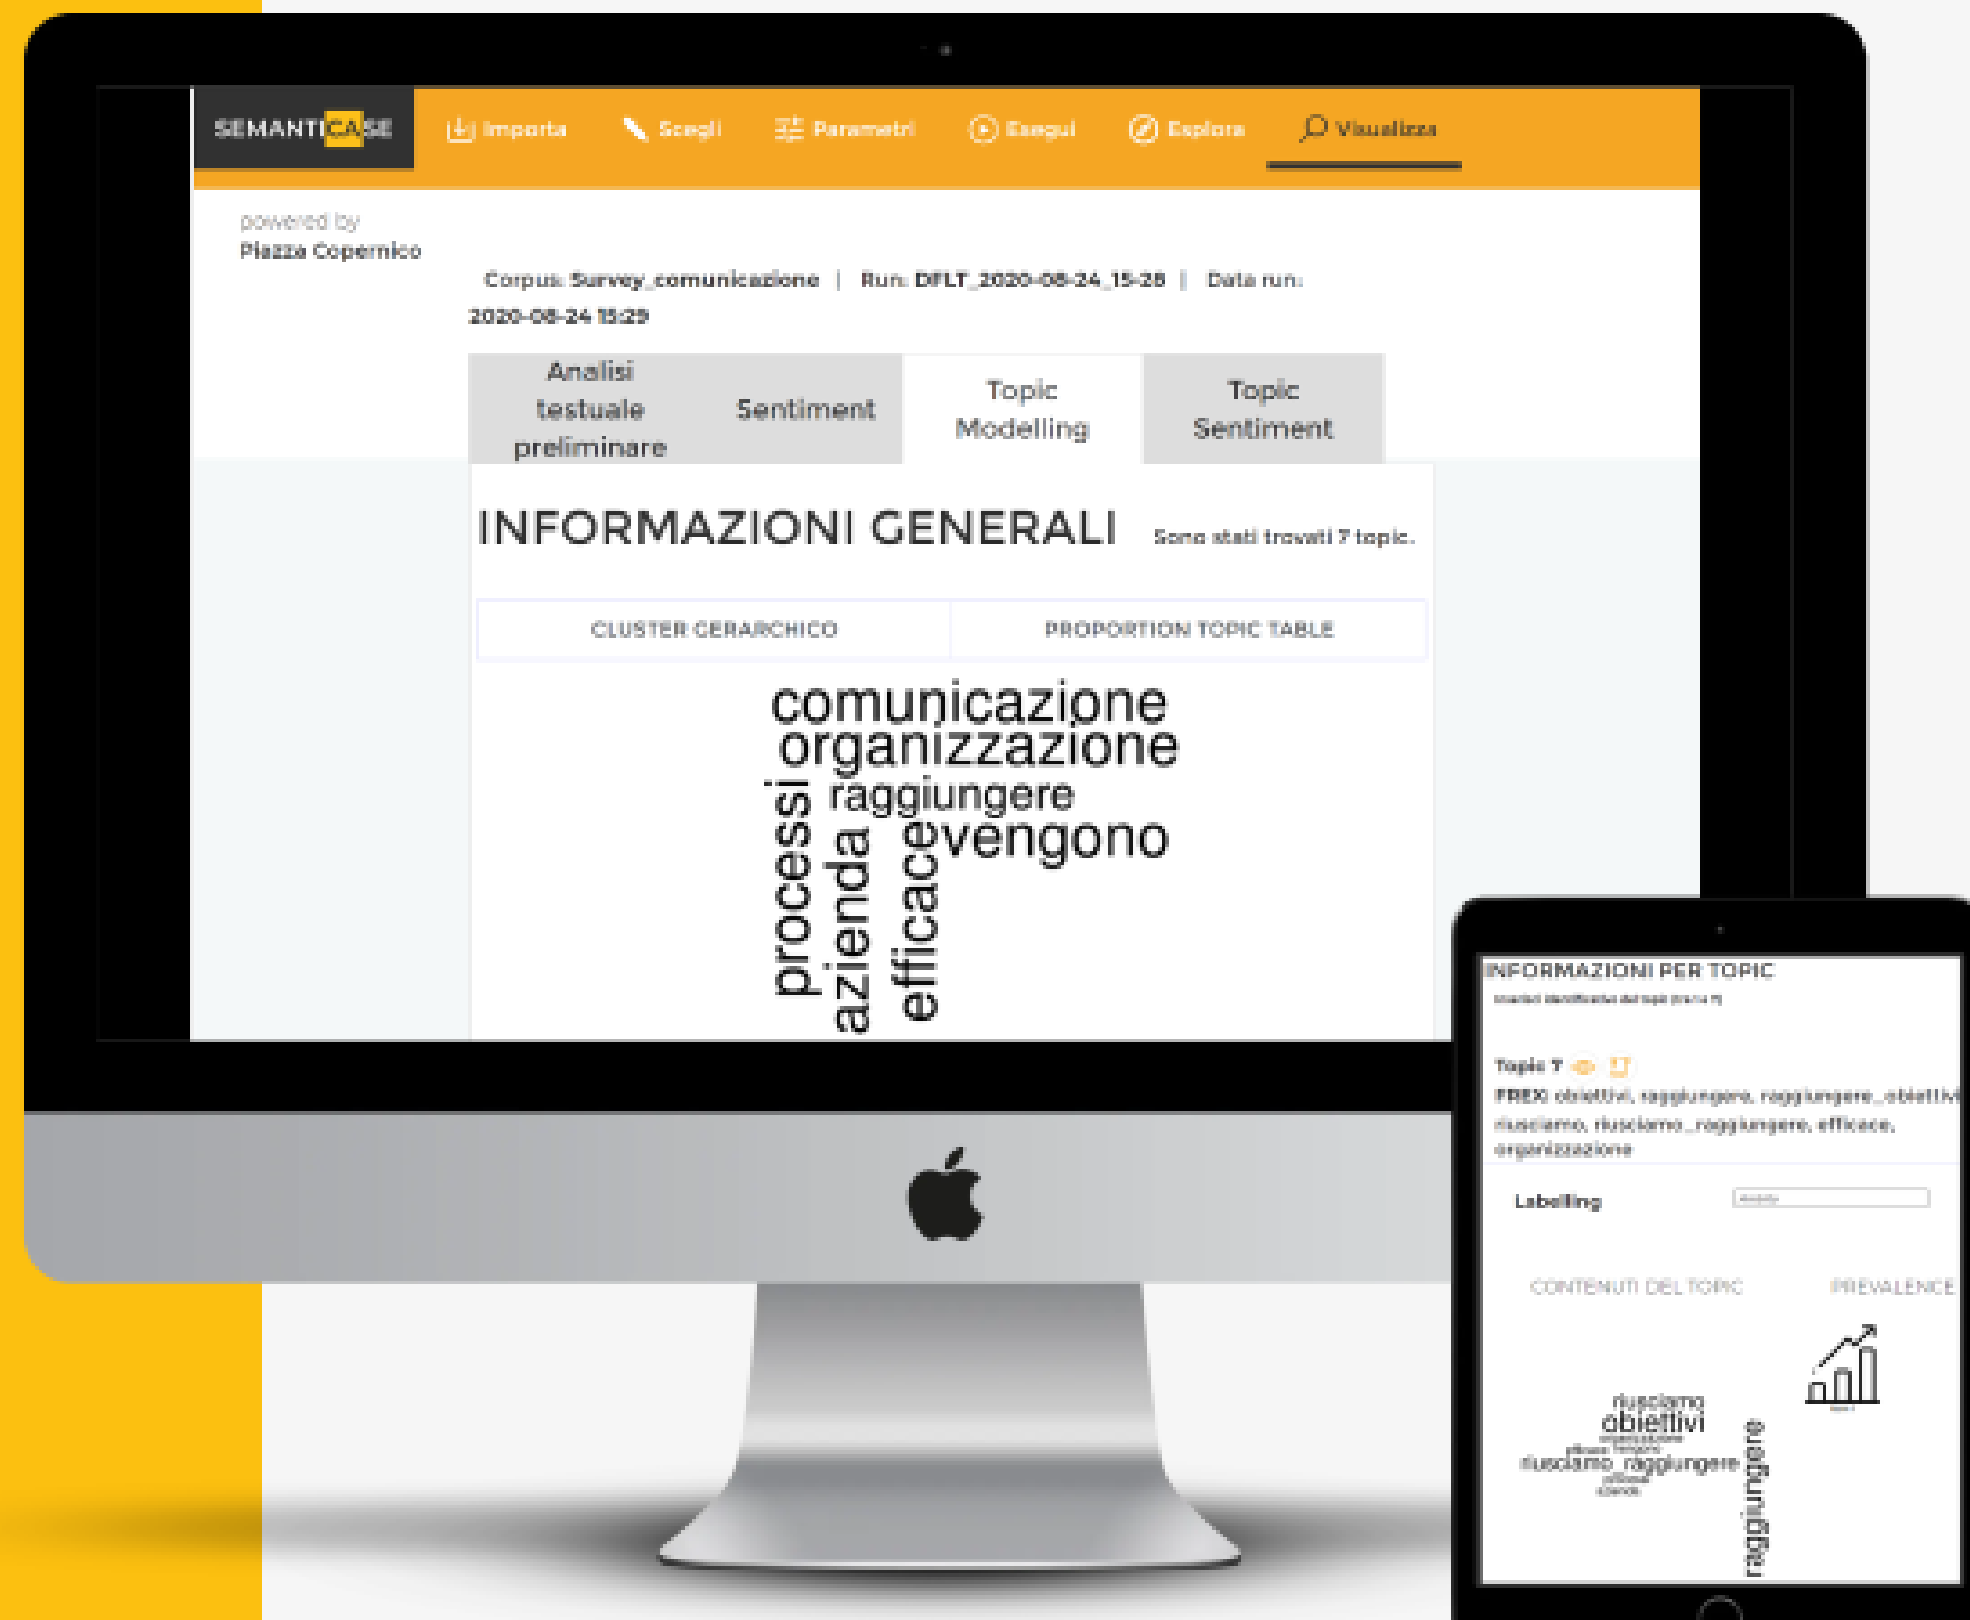 SEMANTICASE
Importa Scegli Parametri Esegui Esplora Visualizza
powered by
Piazza Copernico
Corpus: Survey_comunicazione | Run: DFLT_2020-08-24_15-28 | Data run:
2020-08-24 15:29
Analisi
testuale
preliminare
Sentiment
Topic
Modelling
Topic
Sentiment
INFORMAZIONI GENERALI Sono stati trovati 7 topic.
CLUSTER GERARCHICO PROPORTION TOPIC TABLE
comunicazione
organizzazione
raggiungere
vengono
processi
azienda
efficace
INFORMAZIONI PER TOPIC
Topic 7
FREX: obiettivi, raggiungere, raggiungere_obiettivi
riusciamo, riusciamo_raggiungere, efficace,
organizzazione
Labelling
CONTENUTI DEL TOPIC PREVALENCE
riusciamo
obiettivi
organizzazione
riusciamo_raggiungere
raggiungere